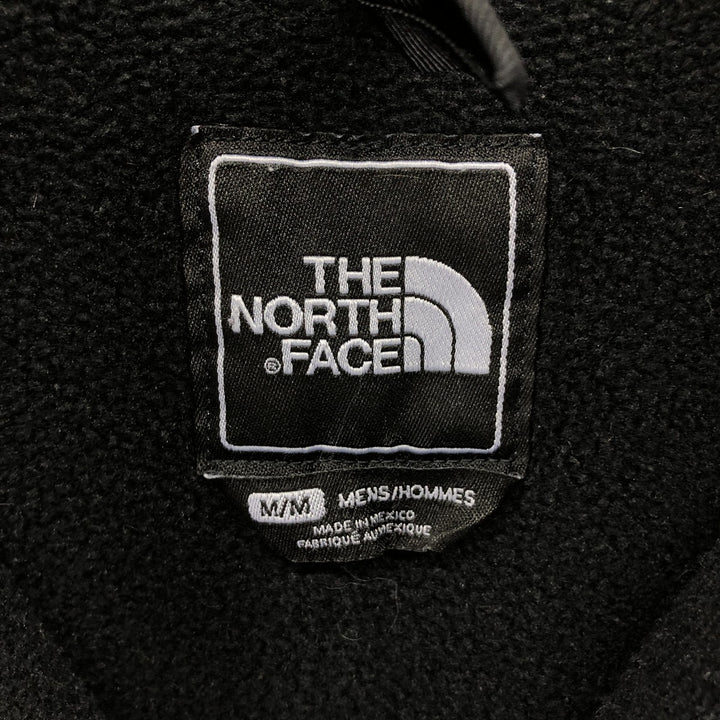 THE
NORTH
®FACE
M/M MENS/HOMMES
MADE IN MEXICO
FABRIQUÉ AU MEXIQUE